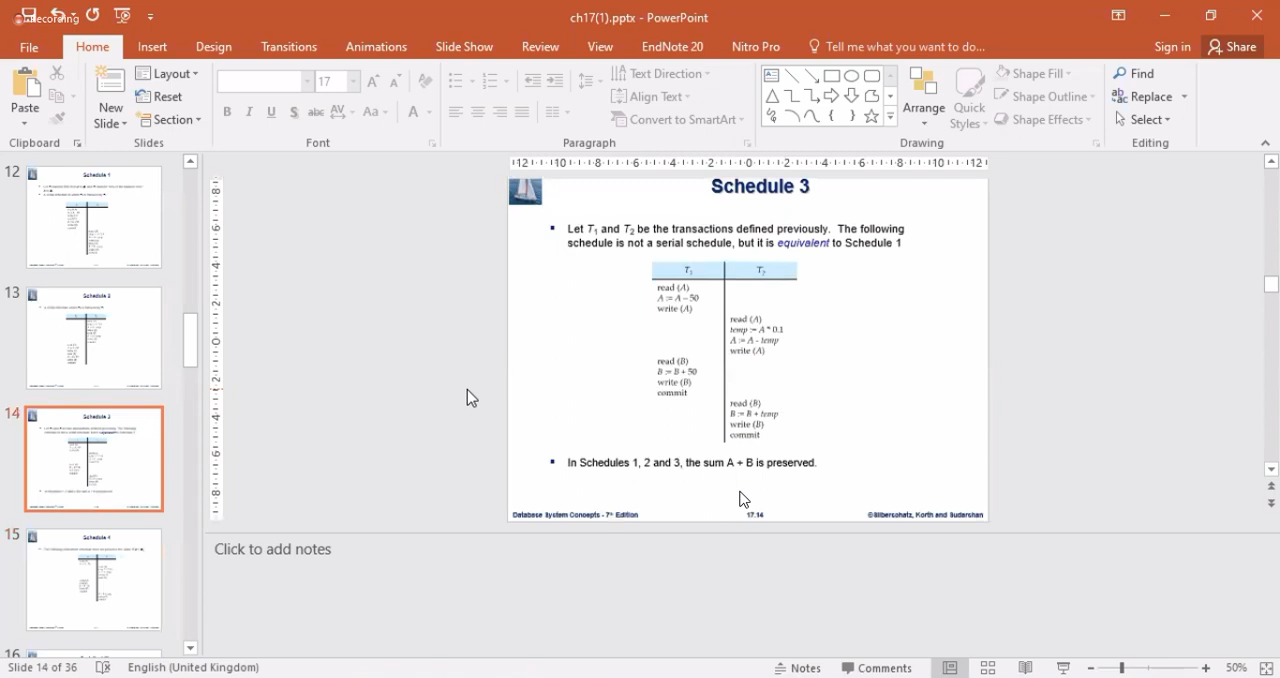 Recording
ch17(1).pptx - PowerPoint
File Home Insert Design Transitions Animations Slide Show Review View EndNote 20 Nitro Pro Tell me what you want to do... Sign in Share
Paste
New Slide
Layout
Reset
Section
17
B I U S abc AV Aa A
Text Direction
Align Text
Convert to SmartArt
Arrange
Quick Styles
Shape Fill
Shape Outline
Shape Effects
Find
Replace
Select
Clipboard Slides Font Paragraph Drawing Editing
12
Schedule 1
13
Schedule 2
14
Schedule 3
15
Schedule 4
16
Schedule 3
Let T1 and T2 be the transactions defined previously. The following
schedule is not a serial schedule, but it is equivalent to Schedule 1
T1 T2
read (A)
A := A – 50
write (A)
read (A)
temp := A * 0.1
A := A - temp
write (A)
read (B)
B := B + 50
write (B)
commit
read (B)
B := B + temp
write (B)
commit
In Schedules 1, 2 and 3, the sum A + B is preserved.
Database System Concepts - 7th Edition 17.14 ©Silberschatz, Korth and Sudarshan
Click to add notes
Slide 14 of 36 English (United Kingdom) Notes Comments 50%